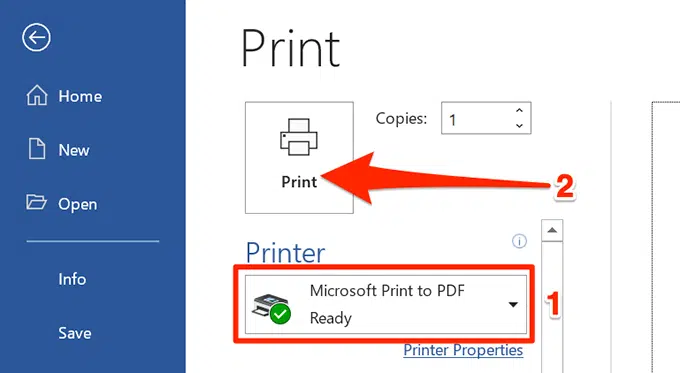 Print
Home
New
Open
Info
Save
Copies: 1
Print
2
Printer
Microsoft Print to PDF
Ready
1
Printer Properties